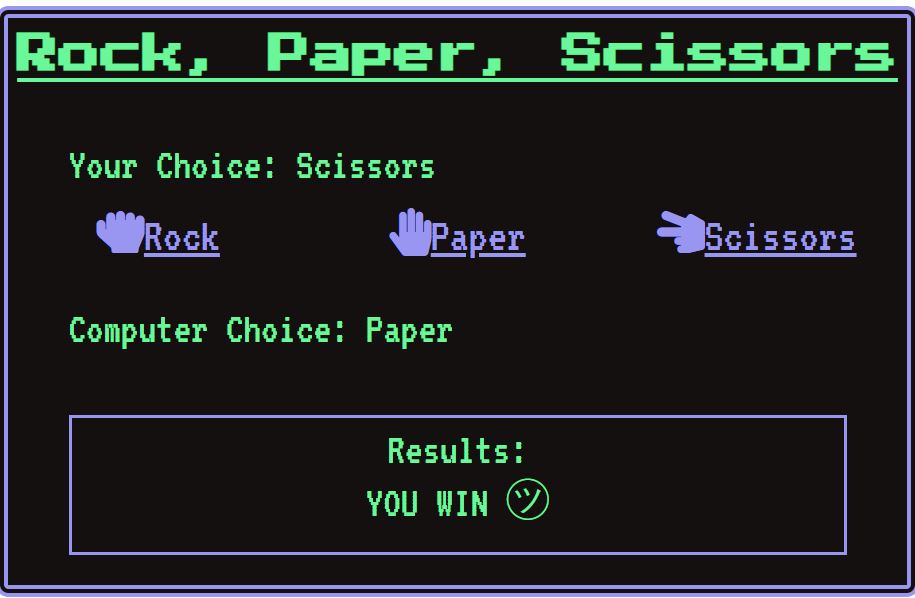 Rock, Paper, Scissors
Your Choice: Scissors
Rock Paper Scissors
Computer Choice: Paper
Results:
YOU WIN ㋡